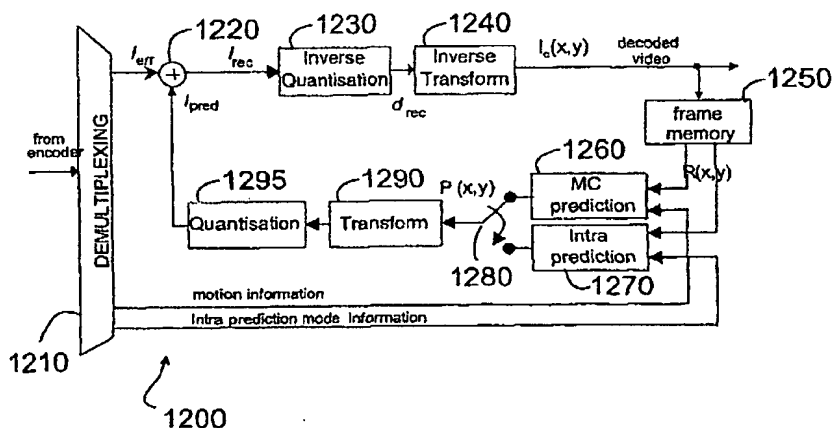 1220
1230
1240
I_err
I_rec
Inverse
Quantisation
Inverse
Transform
I_c(x,y)
decoded
video
1250
I_pred
d_rec
frame
memory
from
encoder
DEMULTIPLEXING
1295
1290
1260
P (x,y)
R(x,y)
MC
prediction
Quantisation
Transform
Intra
prediction
1280
1270
motion information
Intra prediction mode Information
1210
1200